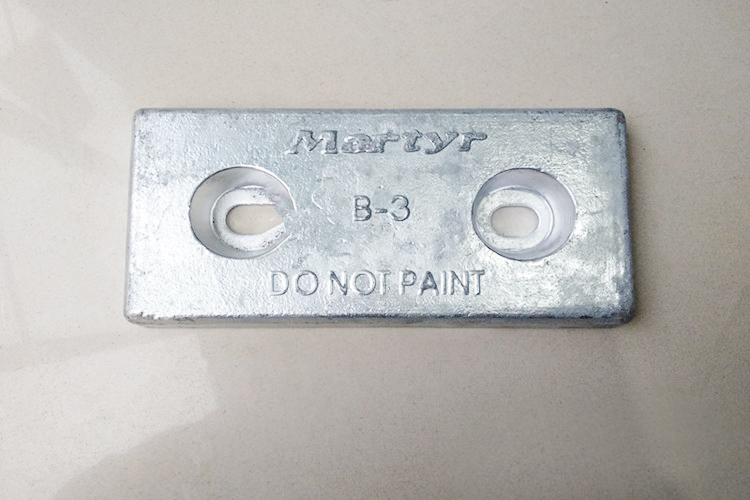 Martyr
B-3
DO NOT PAINT